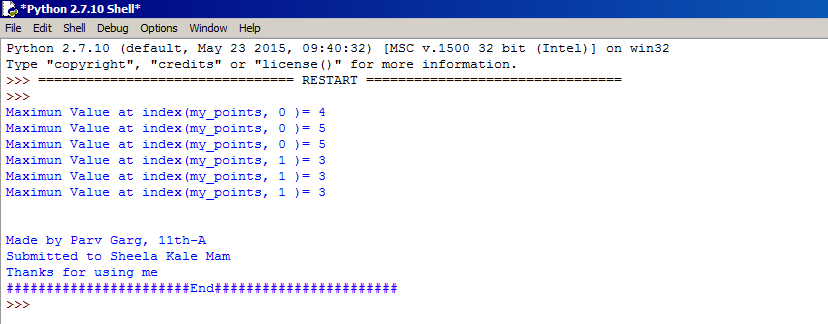 *Python 2.7.10 Shell*
File Edit Shell Debug Options Window Help
Python 2.7.10 (default, May 23 2015, 09:40:32) [MSC v.1500 32 bit (Intel)] on win32
Type "copyright", "credits" or "license()" for more information.
>>> ================================ RESTART ================================
>>>
Maximun Value at index(my_points, 0 )= 4
Maximun Value at index(my_points, 0 )= 5
Maximun Value at index(my_points, 0 )= 5
Maximun Value at index(my_points, 1 )= 3
Maximun Value at index(my_points, 1 )= 3
Maximun Value at index(my_points, 1 )= 3
Made by Parv Garg, 11th-A
Submitted to Sheela Kale Mam
Thanks for using me
#######################End#######################
>>>